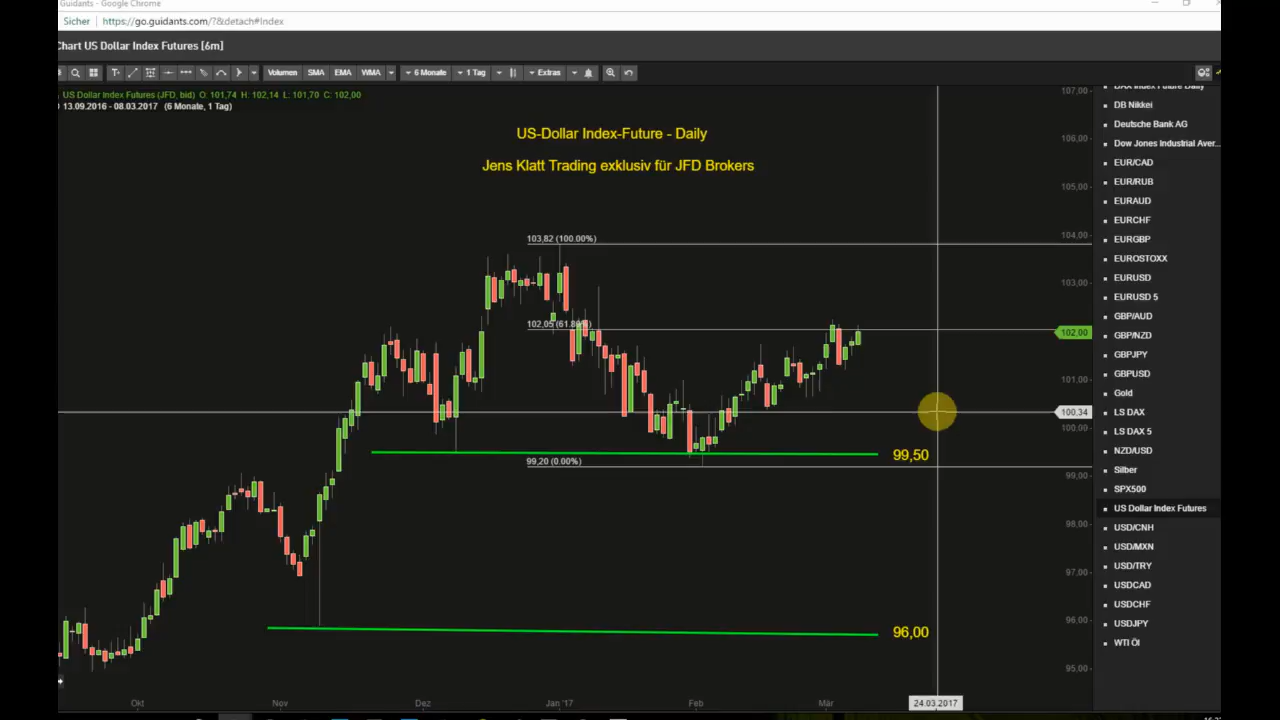 Guidants - Google Chrome
Sicher | https://go.guidants.com/?&detach#Index
Chart US Dollar Index Futures [6m]
Volumen SMA EMA WMA 6 Monate 1 Tag Extras
US Dollar Index Futures (JFD, bid) O: 101,74 H: 102,14 L: 101,70 C: 102,00
13.09.2016 - 08.03.2017 (6 Monate, 1 Tag)
US-Dollar Index-Future - Daily
Jens Klatt Trading exklusiv für JFD Brokers
103,82 (100.00%)
102,05 (61.80%)
99,20 (0.00%)
99,50
96,00
107,00
106,00
105,00
104,00
103,00
102,00
101,00
100,34
100,00
99,00
98,00
97,00
96,00
95,00
Okt Nov Dez Jan '17 Feb Mär 24.03.2017
DAX Index Future Daily
DB Nikkei
Deutsche Bank AG
Dow Jones Industrial Aver...
EUR/CAD
EUR/RUB
EURAUD
EURCHF
EURGBP
EUROSTOXX
EURUSD
EURUSD 5
GBP/AUD
GBP/NZD
GBPJPY
GBPUSD
Gold
LS DAX
LS DAX 5
NZD/USD
Silber
SPX500
US Dollar Index Futures
USD/CNH
USD/MXN
USD/TRY
USDCAD
USDCHF
USDJPY
WTI Öl